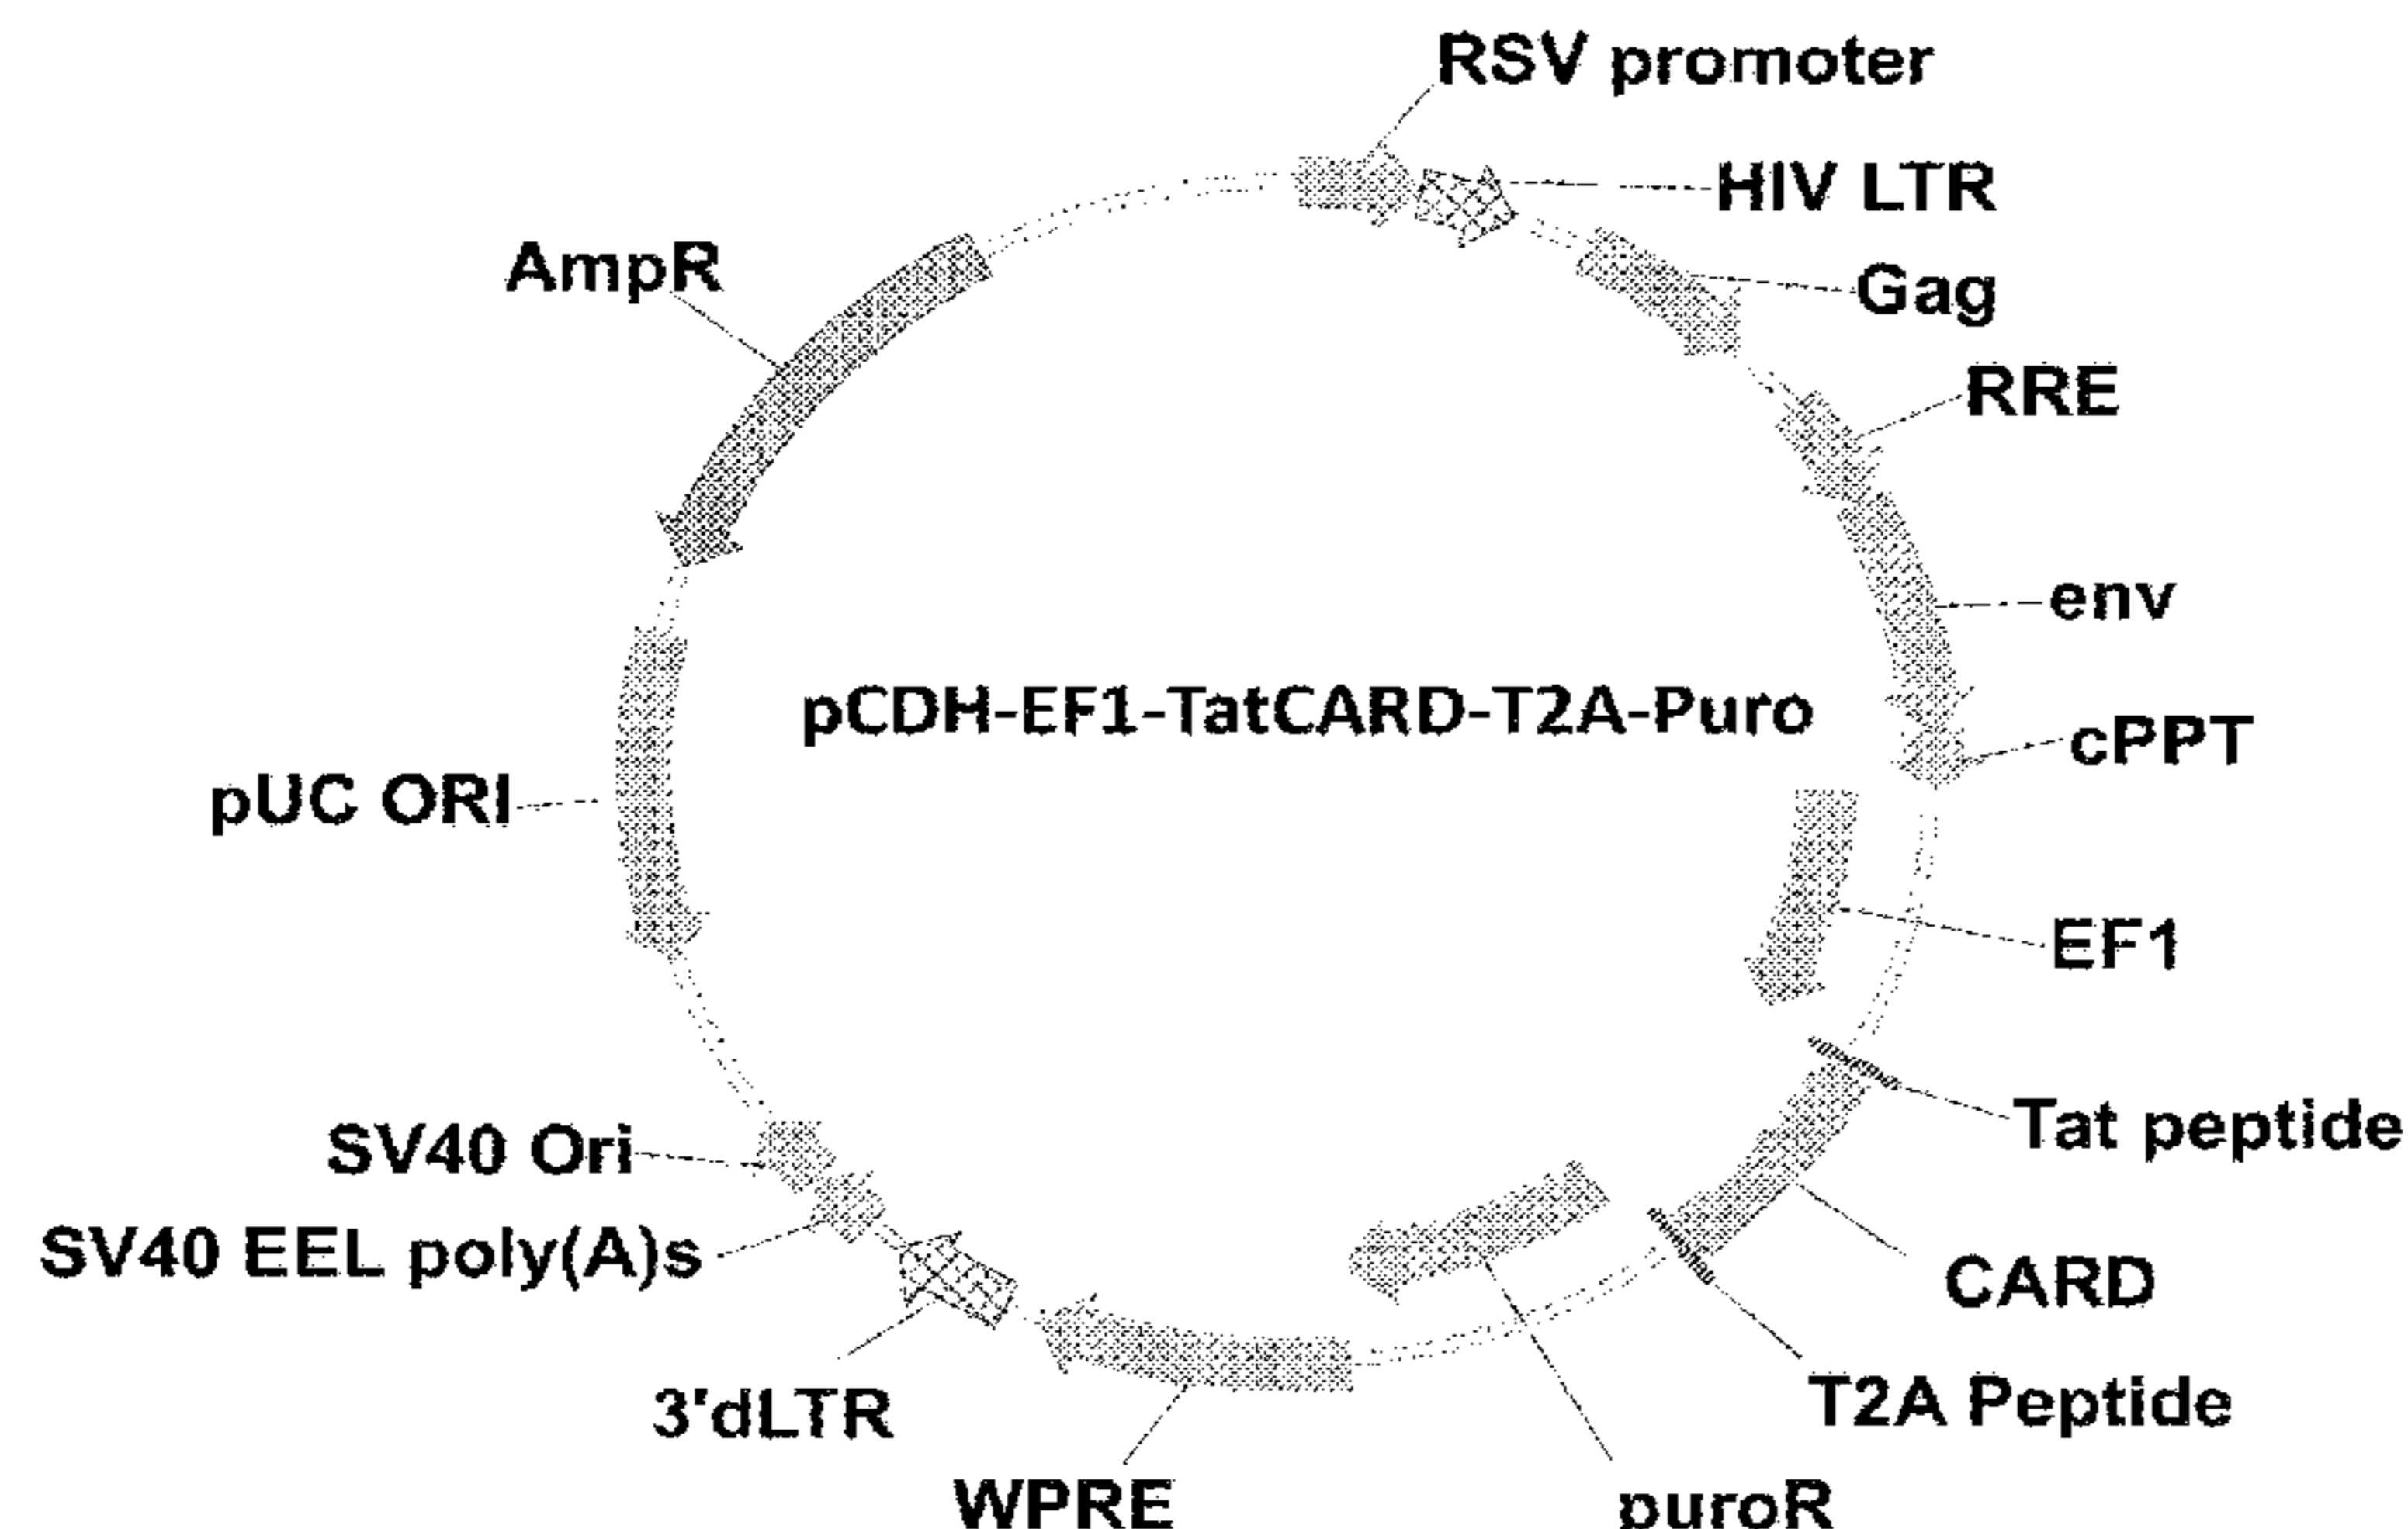 RSV promoter
HIV LTR
Gag
AmpR
RRE
env
pCDH-EF1-TatCARD-T2A-Puro
cPPT
pUC ORI
EF1
Tat peptide
SV40 Ori
SV40 EEL poly(A)s
CARD
T2A Peptide
3'dLTR
WPRE
puroR